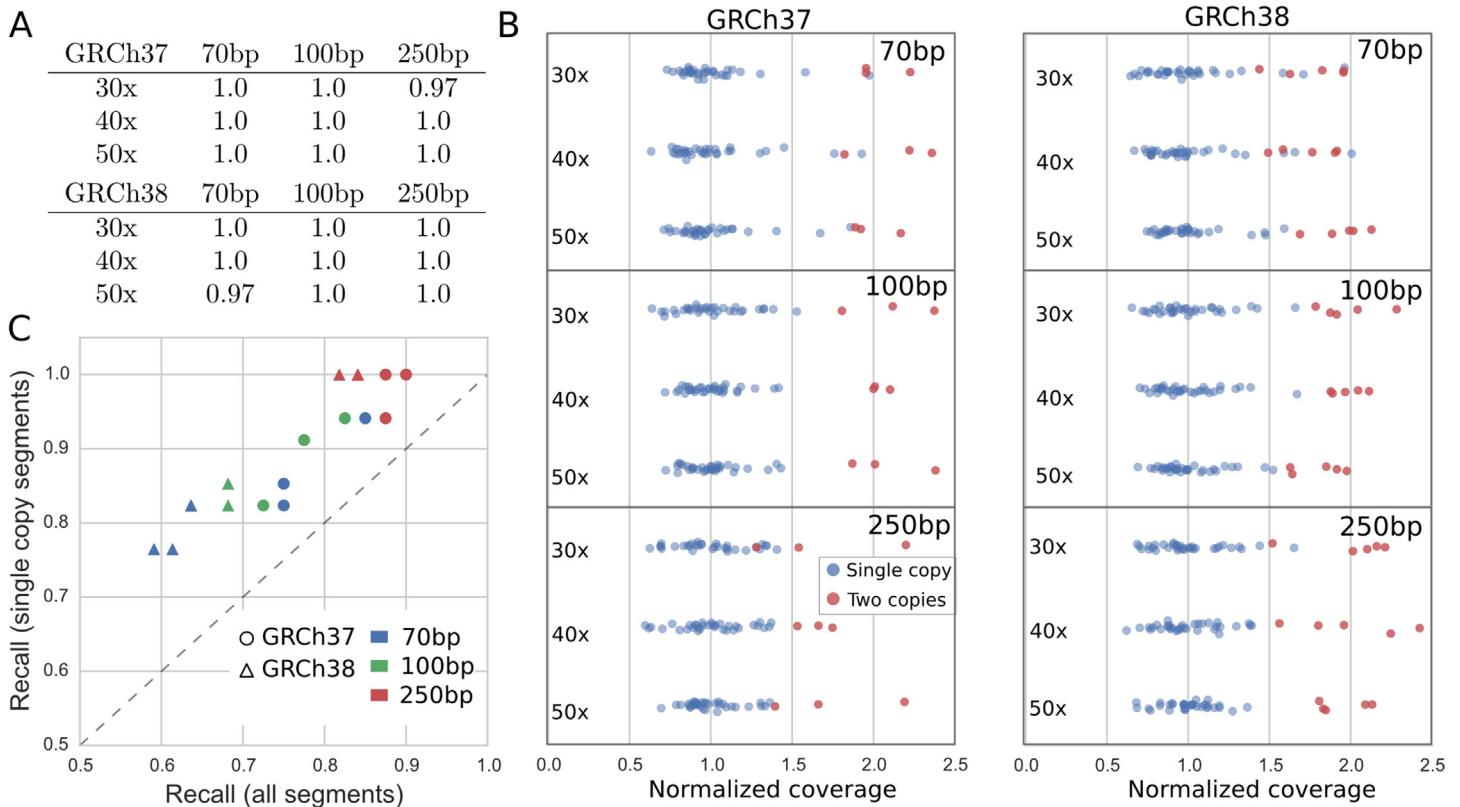 A
GRCh37 70bp 100bp 250bp
30x 1.0 1.0 0.97
40x 1.0 1.0 1.0
50x 1.0 1.0 1.0
GRCh38 70bp 100bp 250bp
30x 1.0 1.0 1.0
40x 1.0 1.0 1.0
50x 0.97 1.0 1.0
B
GRCh37
70bp
30x
40x
50x
100bp
30x
40x
50x
250bp
30x
Single copy
Two copies
40x
50x
0.0 0.5 1.0 1.5 2.0 2.5
Normalized coverage
GRCh38
70bp
30x
40x
50x
100bp
30x
40x
50x
250bp
30x
40x
50x
0.0 0.5 1.0 1.5 2.0 2.5
Normalized coverage
C
Recall (single copy segments)
1.0
0.9
0.8
0.7
0.6
0.5
GRCh37
GRCh38
70bp
100bp
250bp
0.5 0.6 0.7 0.8 0.9 1.0
Recall (all segments)